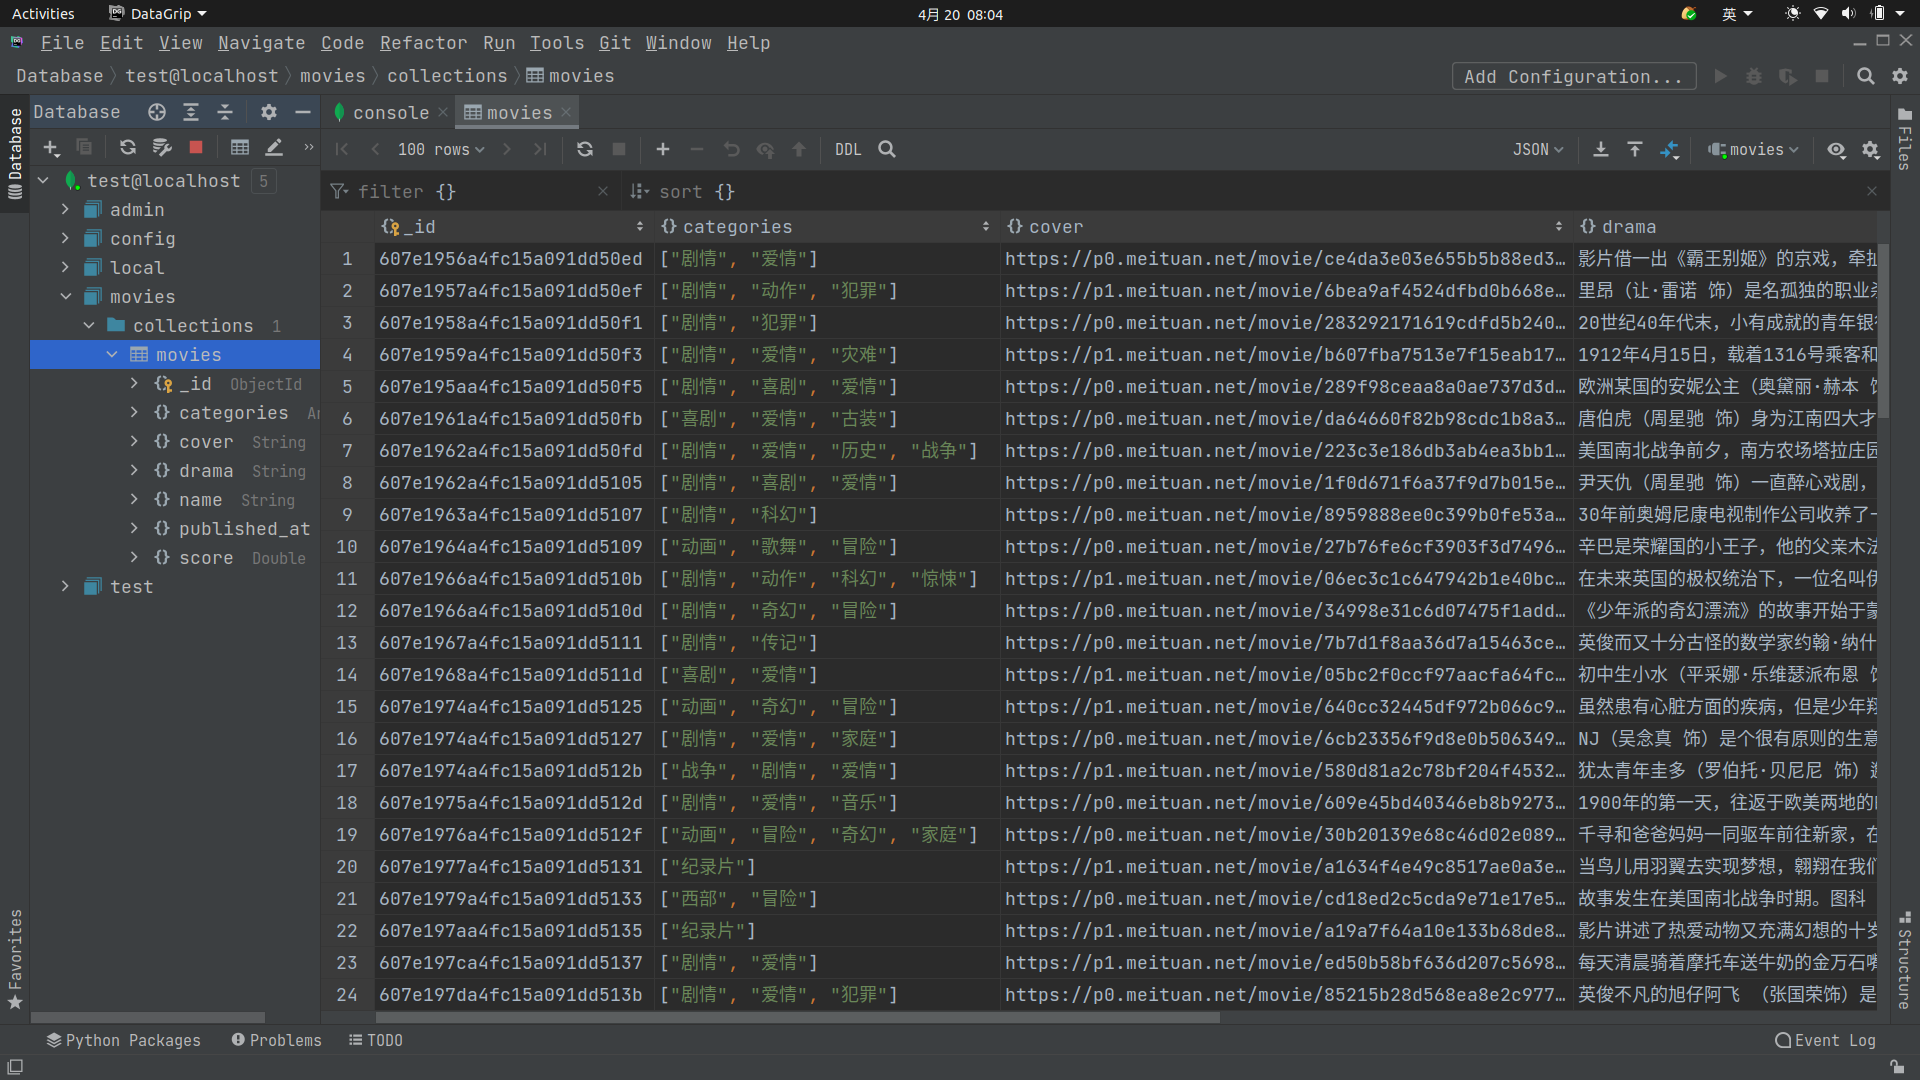 Activities DataGrip 4月 20 08:04 英
File Edit View Navigate Code Refactor Run Tools Git Window Help
Database test@localhost movies collections movies Add Configuration...
Database
console movies
100 rows DDL JSON movies
filter {} sort {}
_id categories cover drama
test@localhost 5
admin
config
local
movies
collections 1
movies
_id ObjectId
categories
cover String
drama String
name String
published_at
score Double
test
1 607e1956a4fc15a091dd50ed ["剧情", "爱情"] https://p0.meituan.net/movie/ce4da3e03e655b5b88ed3… 影片借一出《霸王别姬》的京戏，牵扯
2 607e1957a4fc15a091dd50ef ["剧情", "动作", "犯罪"] https://p1.meituan.net/movie/6bea9af4524dfbd0b668e… 里昂（让·雷诺 饰）是名孤独的职业杀
3 607e1958a4fc15a091dd50f1 ["剧情", "犯罪"] https://p0.meituan.net/movie/283292171619cdfd5b240… 20世纪40年代末，小有成就的青年银行
4 607e1959a4fc15a091dd50f3 ["剧情", "爱情", "灾难"] https://p1.meituan.net/movie/b607fba7513e7f15eab17… 1912年4月15日，载着1316号乘客和
5 607e195aa4fc15a091dd50f5 ["剧情", "喜剧", "爱情"] https://p0.meituan.net/movie/289f98ceaa8a0ae737d3d… 欧洲某国的安妮公主（奥黛丽·赫本 饰
6 607e1961a4fc15a091dd50fb ["喜剧", "爱情", "古装"] https://p0.meituan.net/movie/da64660f82b98cdc1b8a3… 唐伯虎（周星驰 饰）身为江南四大才
7 607e1962a4fc15a091dd50fd ["剧情", "爱情", "历史", "战争"] https://p0.meituan.net/movie/223c3e186db3ab4ea3bb1… 美国南北战争前夕，南方农场塔拉庄园
8 607e1962a4fc15a091dd5105 ["剧情", "喜剧", "爱情"] https://p0.meituan.net/movie/1f0d671f6a37f9d7b015e… 尹天仇（周星驰 饰）一直醉心戏剧，
9 607e1963a4fc15a091dd5107 ["剧情", "科幻"] https://p0.meituan.net/movie/8959888ee0c399b0fe53a… 30年前奥姆尼康电视制作公司收养了一
10 607e1964a4fc15a091dd5109 ["动画", "歌舞", "冒险"] https://p0.meituan.net/movie/27b76fe6cf3903f3d7496… 辛巴是荣耀国的小王子，他的父亲木法
11 607e1966a4fc15a091dd510b ["剧情", "动作", "科幻", "惊悚"] https://p1.meituan.net/movie/06ec3c1c647942b1e40bc… 在未来英国的极权统治下，一位名叫伊
12 607e1966a4fc15a091dd510d ["剧情", "奇幻", "冒险"] https://p0.meituan.net/movie/34998e31c6d07475f1add… 《少年派的奇幻漂流》的故事开始于蒙
13 607e1967a4fc15a091dd5111 ["剧情", "传记"] https://p0.meituan.net/movie/7b7d1f8aa36d7a15463ce… 英俊而又十分古怪的数学家约翰·纳什
14 607e1968a4fc15a091dd511d ["喜剧", "爱情"] https://p1.meituan.net/movie/05bc2f0ccf97aacfa64fc… 初中生小水（平采娜·乐维瑟派布恩 饰
15 607e1974a4fc15a091dd5125 ["动画", "奇幻", "冒险"] https://p1.meituan.net/movie/640cc32445df972b066c9… 虽然患有心脏方面的疾病，但是少年翔
16 607e1974a4fc15a091dd5127 ["剧情", "爱情", "家庭"] https://p0.meituan.net/movie/6cb23356f9d8e0b506349… NJ（吴念真 饰）是个很有原则的生意
17 607e1974a4fc15a091dd512b ["战争", "剧情", "爱情"] https://p1.meituan.net/movie/580d81a2c78bf204f4532… 犹太青年圭多（罗伯托·贝尼尼 饰）邂
18 607e1975a4fc15a091dd512d ["剧情", "爱情", "音乐"] https://p0.meituan.net/movie/609e45bd40346eb8b9273… 1900年的第一天，往返于欧美两地的
19 607e1976a4fc15a091dd512f ["动画", "冒险", "奇幻", "家庭"] https://p0.meituan.net/movie/30b20139e68c46d02e089… 千寻和爸爸妈妈一同驱车前往新家，在
20 607e1977a4fc15a091dd5131 ["纪录片"] https://p1.meituan.net/movie/a1634f4e49c8517ae0a3e… 当鸟儿用羽翼去实现梦想，翱翔在我们
21 607e1979a4fc15a091dd5133 ["西部", "冒险"] https://p0.meituan.net/movie/cd18ed2c5cda9e71e17e5… 故事发生在美国南北战争时期。图科
22 607e197aa4fc15a091dd5135 ["纪录片"] https://p1.meituan.net/movie/a19a7f64a10e133b68de8… 影片讲述了热爱动物又充满幻想的十岁
23 607e197ca4fc15a091dd5137 ["剧情", "爱情"] https://p1.meituan.net/movie/ed50b58bf636d207c5698… 每天清晨骑着摩托车送牛奶的金万石嘴
24 607e197da4fc15a091dd513b ["剧情", "爱情", "犯罪"] https://p0.meituan.net/movie/85215b28d568ea8e2c977… 英俊不凡的旭仔阿飞 （张国荣饰）是
Database
Favorites
Files
Structure
Python Packages Problems TODO Event Log